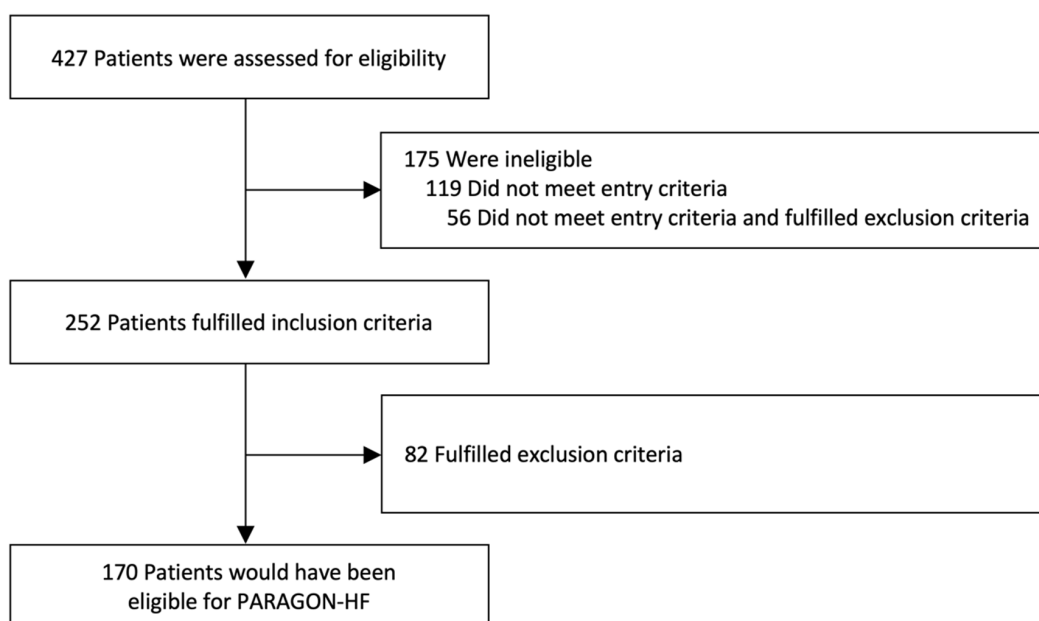 427 Patients were assessed for eligibility
175 Were ineligible
119 Did not meet entry criteria
56 Did not meet entry criteria and fulfilled exclusion criteria
252 Patients fulfilled inclusion criteria
82 Fulfilled exclusion criteria
170 Patients would have been
eligible for PARAGON-HF